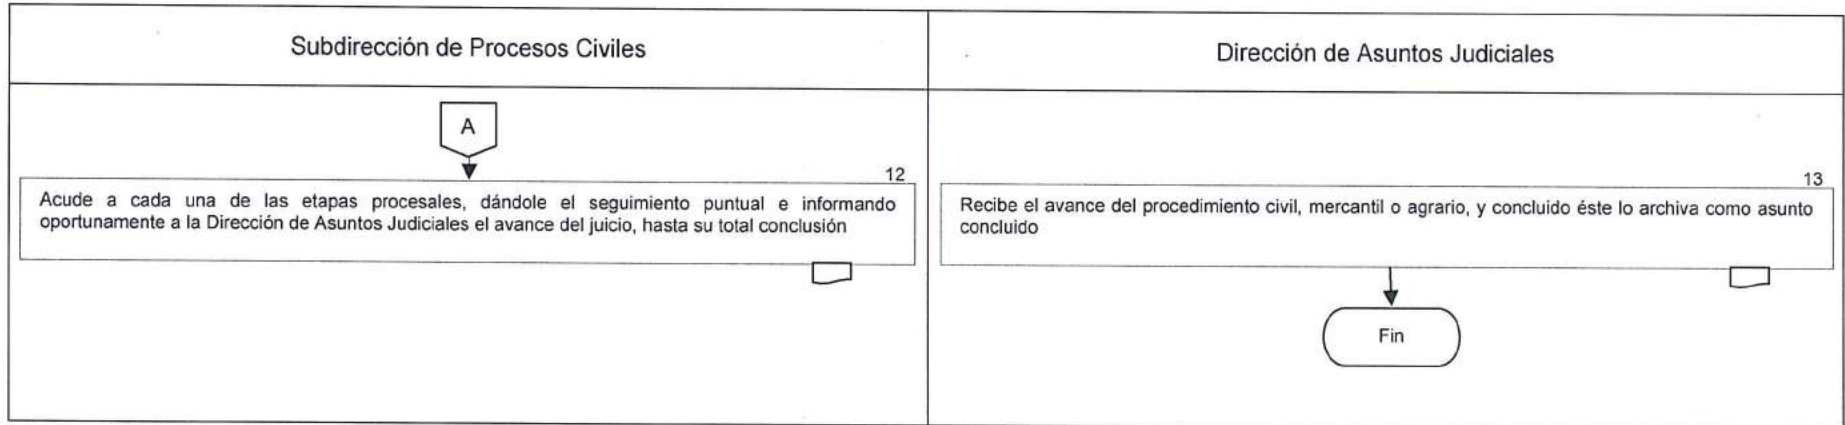 Subdirección de Procesos Civiles
Dirección de Asuntos Judiciales
A
12
Acude a cada una de las etapas procesales, dándole el seguimiento puntual e informando
oportunamente a la Dirección de Asuntos Judiciales el avance del juicio, hasta su total conclusión
13
Recibe el avance del procedimiento civil, mercantil o agrario, y concluido éste lo archiva como asunto
concluido
Fin